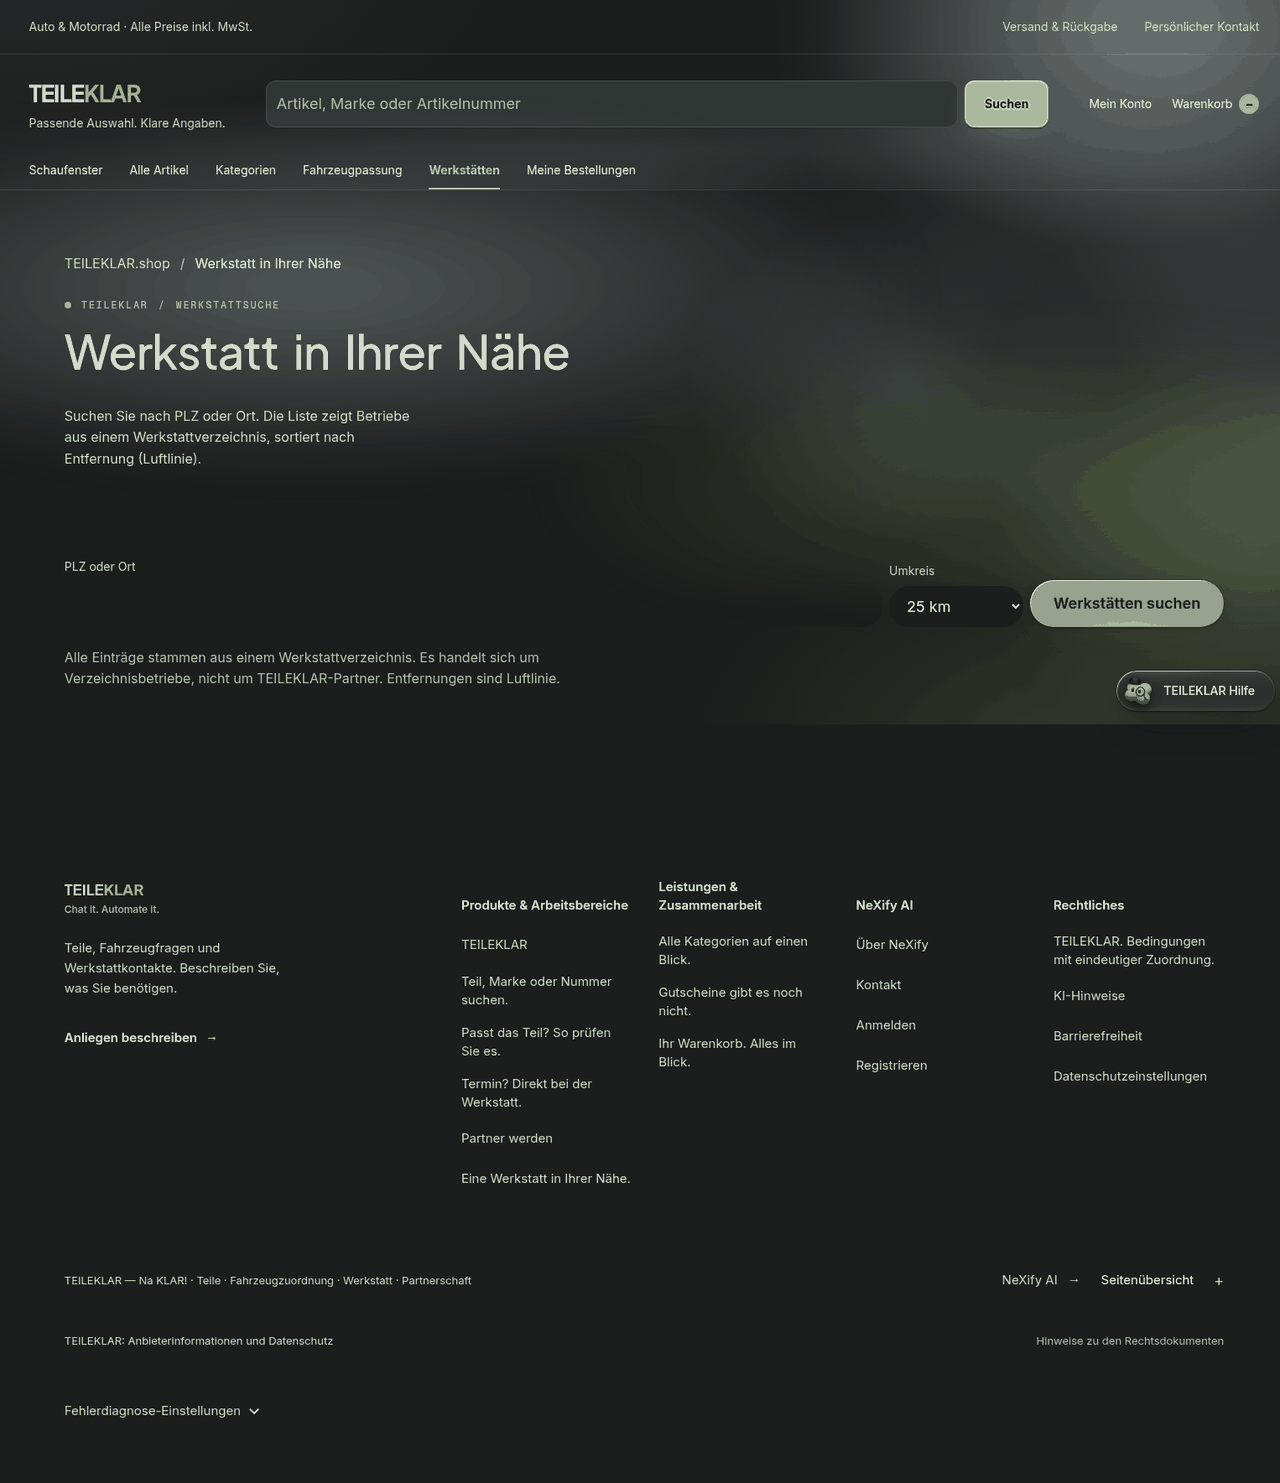 Auto & Motorrad · Alle Preise inkl. MwSt.
Versand & Rückgabe
Persönlicher Kontakt
TEILEKLAR
Passende Auswahl. Klare Angaben.
Artikel, Marke oder Artikelnummer
Suchen
Mein Konto
Warenkorb –
Schaufenster
Alle Artikel
Kategorien
Fahrzeugpassung
Werkstätten
Meine Bestellungen
TEILEKLAR.shop / Werkstatt in Ihrer Nähe
TEILEKLAR / WERKSTATTSUCHE
Werkstatt in Ihrer Nähe
Suchen Sie nach PLZ oder Ort. Die Liste zeigt Betriebe
aus einem Werkstattverzeichnis, sortiert nach
Entfernung (Luftlinie).
PLZ oder Ort
Umkreis
25 km
Werkstätten suchen
Alle Einträge stammen aus einem Werkstattverzeichnis. Es handelt sich um
Verzeichnisbetriebe, nicht um TEILEKLAR-Partner. Entfernungen sind Luftlinie.
TEILEKLAR Hilfe
TEILEKLAR
Chat it. Automate it.
Teile, Fahrzeugfragen und
Werkstattkontakte. Beschreiben Sie,
was Sie benötigen.
Anliegen beschreiben →
Produkte & Arbeitsbereiche
TEILEKLAR
Teil, Marke oder Nummer
suchen.
Passt das Teil? So prüfen
Sie es.
Termin? Direkt bei der
Werkstatt.
Partner werden
Eine Werkstatt in Ihrer Nähe.
Leistungen &
Zusammenarbeit
Alle Kategorien auf einen
Blick.
Gutscheine gibt es noch
nicht.
Ihr Warenkorb. Alles im
Blick.
NeXify AI
Über NeXify
Kontakt
Anmelden
Registrieren
Rechtliches
TEILEKLAR. Bedingungen
mit eindeutiger Zuordnung.
KI-Hinweise
Barrierefreiheit
Datenschutzeinstellungen
TEILEKLAR — Na KLAR! · Teile · Fahrzeugzuordnung · Werkstatt · Partnerschaft
NeXify AI →
Seitenübersicht +
TEILEKLAR: Anbieterinformationen und Datenschutz
Hinweise zu den Rechtsdokumenten
Fehlerdiagnose-Einstellungen